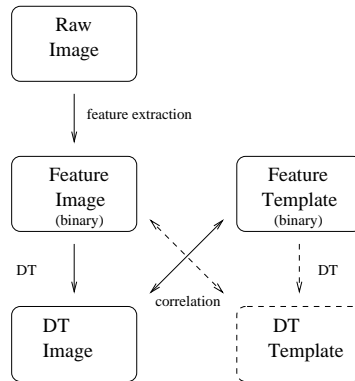 Raw
Image
feature extraction
Feature
Image
(binary)
Feature
Template
(binary)
DT
DT
correlation
DT
Image
DT
Template